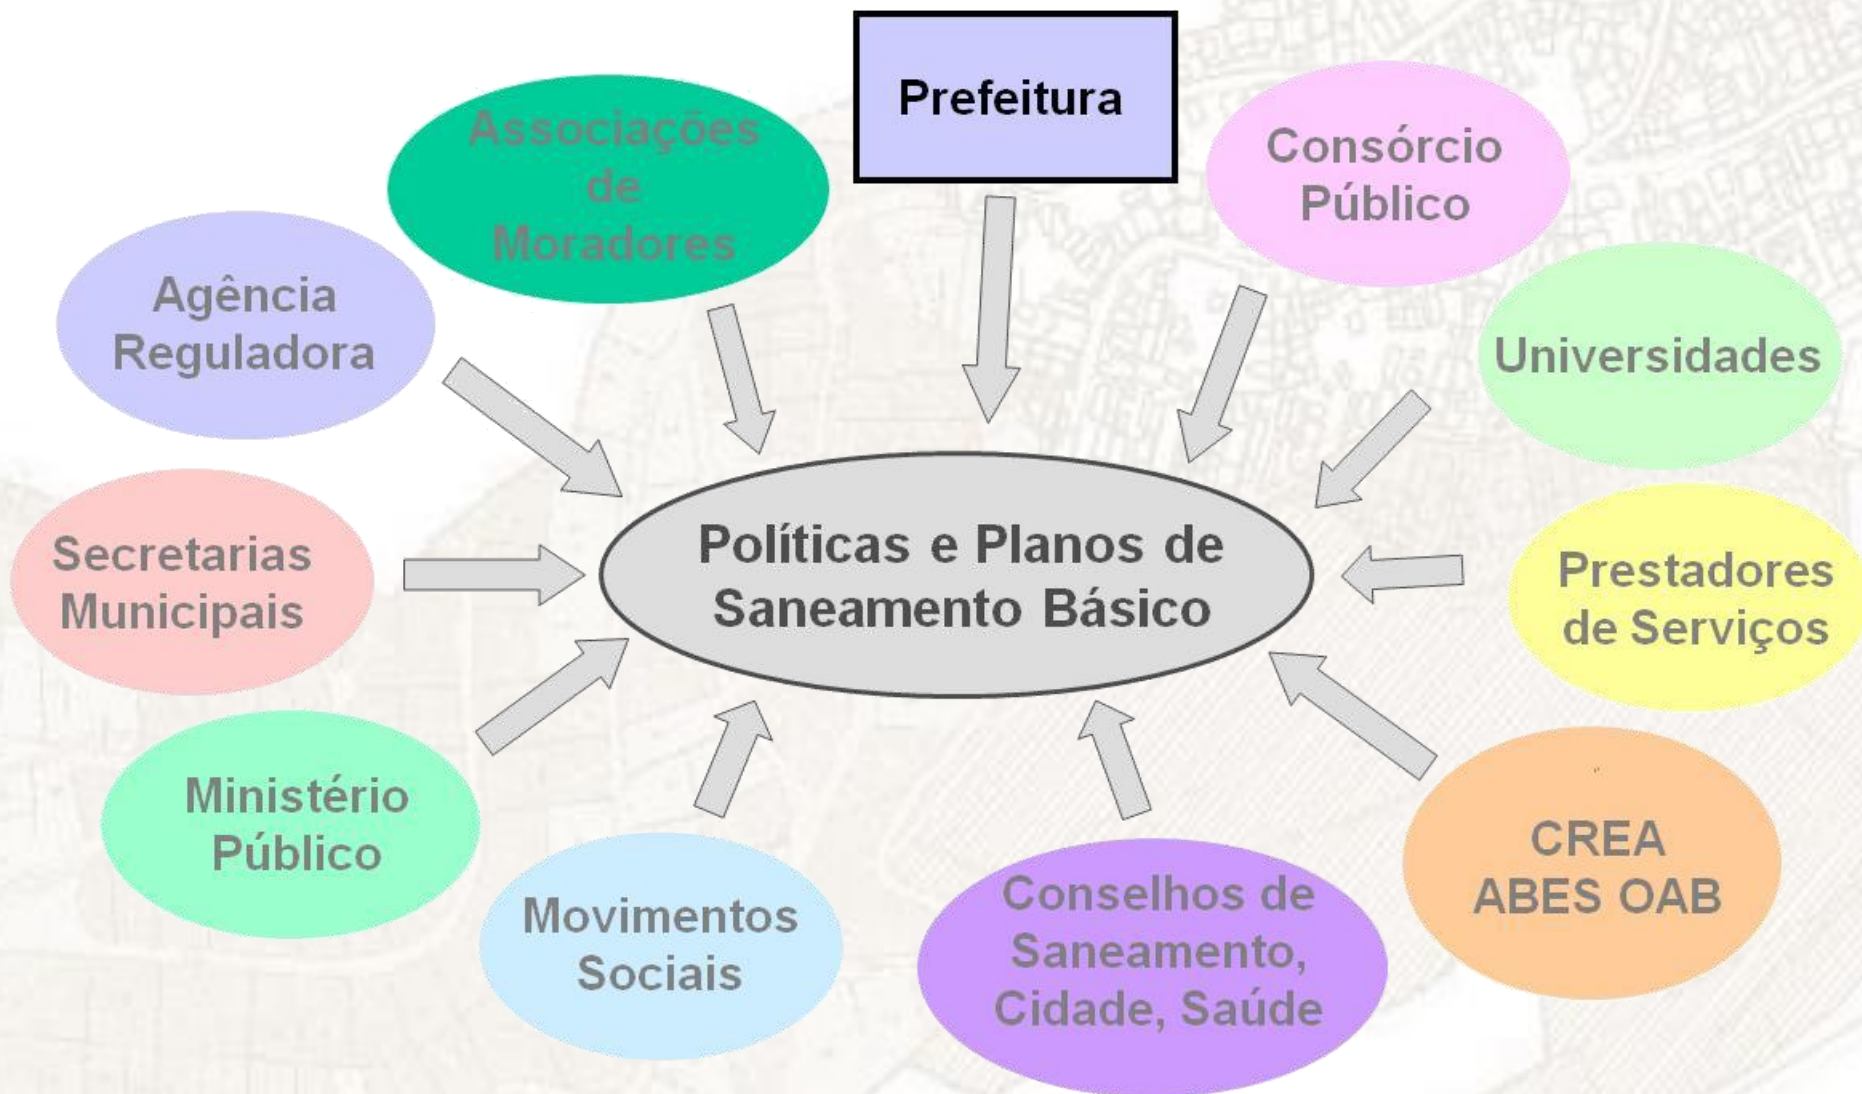 Prefeitura
Associações
de
Moradores
Consórcio
Público
Agência
Reguladora
Universidades
Políticas e Planos de
Saneamento Básico
Secretarias
Municipais
Prestadores
de Serviços
Ministério
Público
CREA
ABES OAB
Movimentos
Sociais
Conselhos de
Saneamento,
Cidade, Saúde